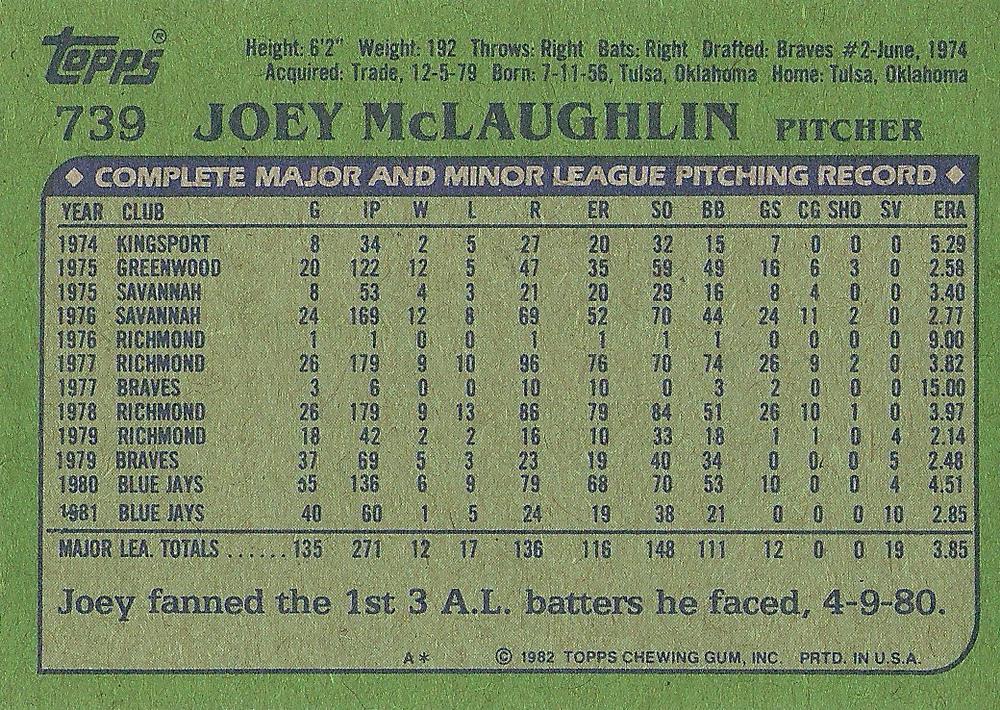 Topps® Height: 6'2" Weight: 192 Throws: Right Bats: Right Drafted: Braves #2-June, 1974
Acquired: Trade, 12-5-79 Born: 7-11-56, Tulsa, Oklahoma Home: Tulsa, Oklahoma
739 JOEY McLAUGHLIN PITCHER
◆ COMPLETE MAJOR AND MINOR LEAGUE PITCHING RECORD ◆
YEAR CLUB G IP W L R ER SO BB GS CG SHO SV ERA
1974 KINGSPORT 8 34 2 5 27 20 32 15 7 0 0 0 5.29
1975 GREENWOOD 20 122 12 5 47 35 59 49 16 6 3 0 2.58
1975 SAVANNAH 8 53 4 3 21 20 29 16 8 4 0 0 3.40
1976 SAVANNAH 24 169 12 8 69 52 70 44 24 11 2 0 2.77
1976 RICHMOND 1 1 0 0 1 1 1 1 0 0 0 0 9.00
1977 RICHMOND 26 179 9 10 96 76 70 74 26 9 2 0 3.82
1977 BRAVES 3 6 0 0 10 10 0 3 2 0 0 0 15.00
1978 RICHMOND 26 179 9 13 86 79 84 51 26 10 1 0 3.97
1979 RICHMOND 18 42 2 2 16 10 33 18 1 1 0 4 2.14
1979 BRAVES 37 69 5 3 23 19 40 34 0 0 0 5 2.48
1980 BLUE JAYS 55 136 6 9 79 68 70 53 10 0 0 4 4.51
1981 BLUE JAYS 40 60 1 5 24 19 38 21 0 0 0 10 2.85
MAJOR LEA. TOTALS ...... 135 271 12 17 136 116 148 111 12 0 0 19 3.85
Joey fanned the 1st 3 A.L. batters he faced, 4-9-80.
A* © 1982 TOPPS CHEWING GUM, INC. PRTD. IN U.S.A.